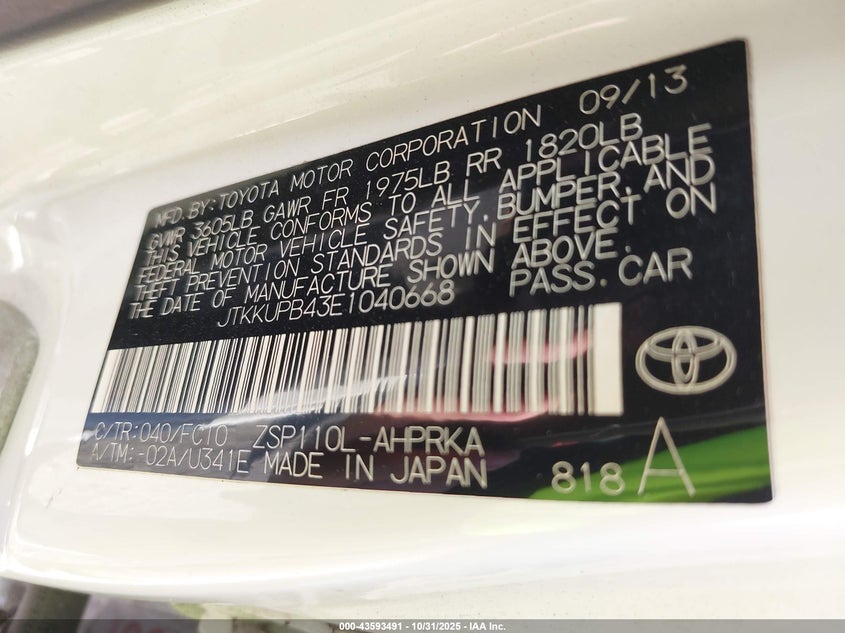 MFD. BY: TOYOTA MOTOR CORPORATION 09/13
GVWR 3605LB GAWR FR 1975LB RR 1820LB
THIS VEHICLE CONFORMS TO ALL APPLICABLE
FEDERAL MOTOR VEHICLE SAFETY, BUMPER, AND
THEFT PREVENTION STANDARDS IN EFFECT ON
THE DATE OF MANUFACTURE SHOWN ABOVE.
JTKKUPB43E1040668 PASS. CAR
C/TR: 040/FC10 ZSP110L-AHPRKA
A/TM: -02A/U341E MADE IN JAPAN 818 A
000-43593491 - 10/31/2025 - IAA Inc.